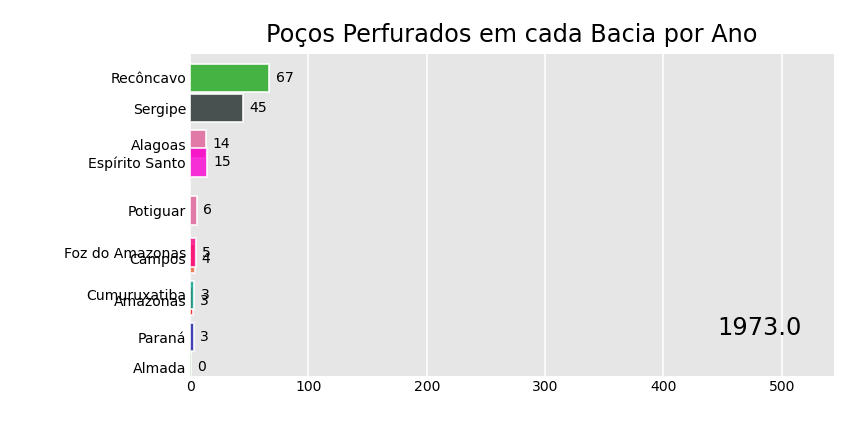 Poços Perfurados em cada Bacia por Ano
Recôncavo 67
Sergipe 45
Alagoas 14
Espírito Santo 15
Potiguar 6
Foz do Amazonas 5
Campos 4
Cumuruxatiba 3
Amazonas 3
1973.0
Paraná 3
Almada 0
0 100 200 300 400 500